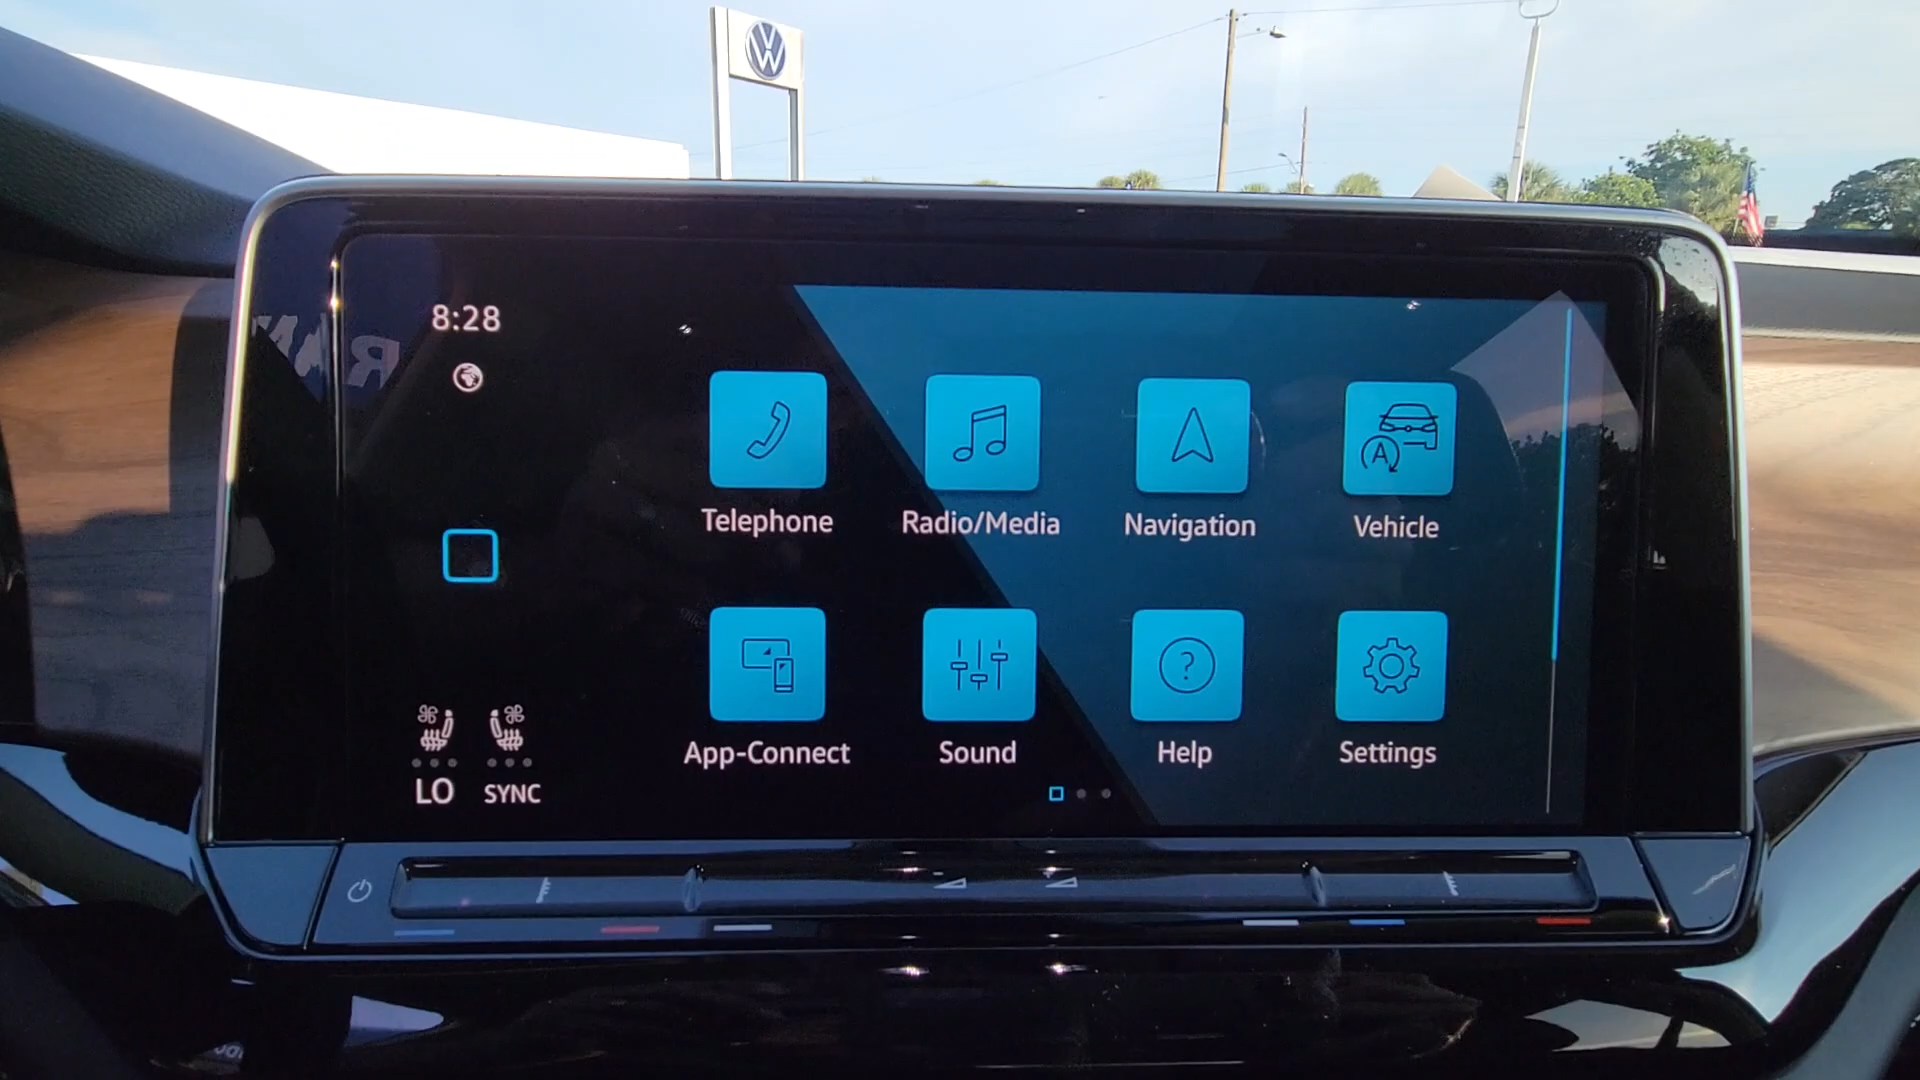 8:28
Telephone
Radio/Media
Navigation
A
Vehicle
App-Connect
Sound
?
Help
Settings
LO
SYNC